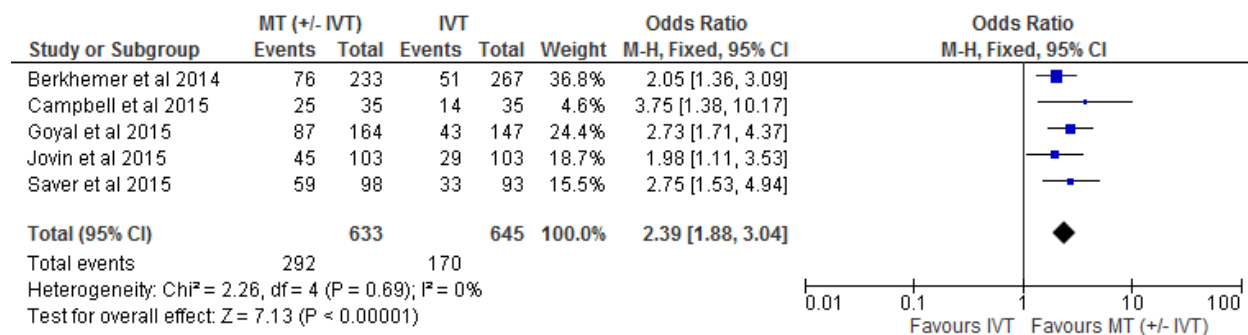 MT (+/- IVT) IVT Odds Ratio Odds Ratio
Study or Subgroup Events Total Events Total Weight M-H, Fixed, 95% CI M-H, Fixed, 95% CI
Berkhemer et al 2014 76 233 51 267 36.8% 2.05 [1.36, 3.09]
Campbell et al 2015 25 35 14 35 4.6% 3.75 [1.38, 10.17]
Goyal et al 2015 87 164 43 147 24.4% 2.73 [1.71, 4.37]
Jovin et al 2015 45 103 29 103 18.7% 1.98 [1.11, 3.53]
Saver et al 2015 59 98 33 93 15.5% 2.75 [1.53, 4.94]
Total (95% CI) 633 645 100.0% 2.39 [1.88, 3.04]
Total events 292 170
Heterogeneity: Chi² = 2.26, df = 4 (P = 0.69); I² = 0%
Test for overall effect: Z = 7.13 (P < 0.00001)
0.01 0.1 1 10 100
Favours IVT Favours MT (+/- IVT)